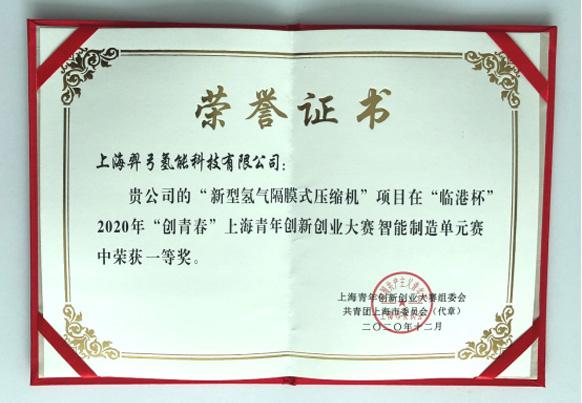 荣誉证书
上海羿弓氢能科技有限公司：
贵公司的“新型氢气隔膜式压缩机”项目在“临港杯”
2020年“创青春”上海青年创新创业大赛 智能制造单元赛
中荣获一等奖。
上海青年创新创业大赛组委会
共青团上海市委员会（代章）
二〇二〇年十二月